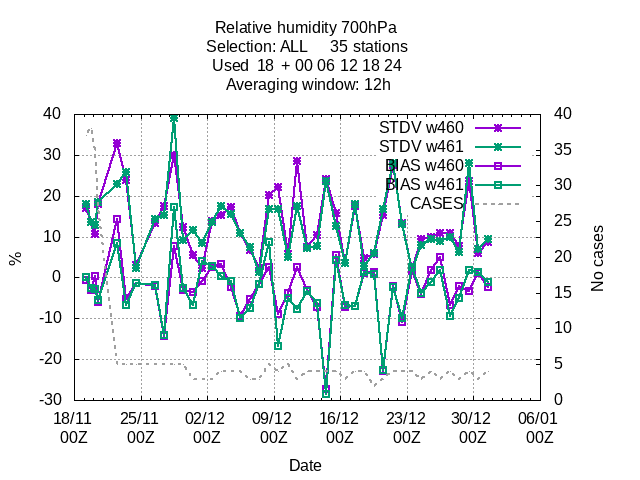 Relative humidity 700hPa
Selection: ALL     35 stations
Used  18  + 00 06 12 18 24
Averaging window: 12h
STDV w460
STDV w461
BIAS w460
BIAS w461
CASES
40
30
20
10
0
-10
-20
-30
%
40
35
30
25
20
15
10
5
0
No cases
18/11 25/11 02/12 09/12 16/12 23/12 30/12 06/01
00Z 00Z 00Z 00Z 00Z 00Z 00Z 00Z
Date